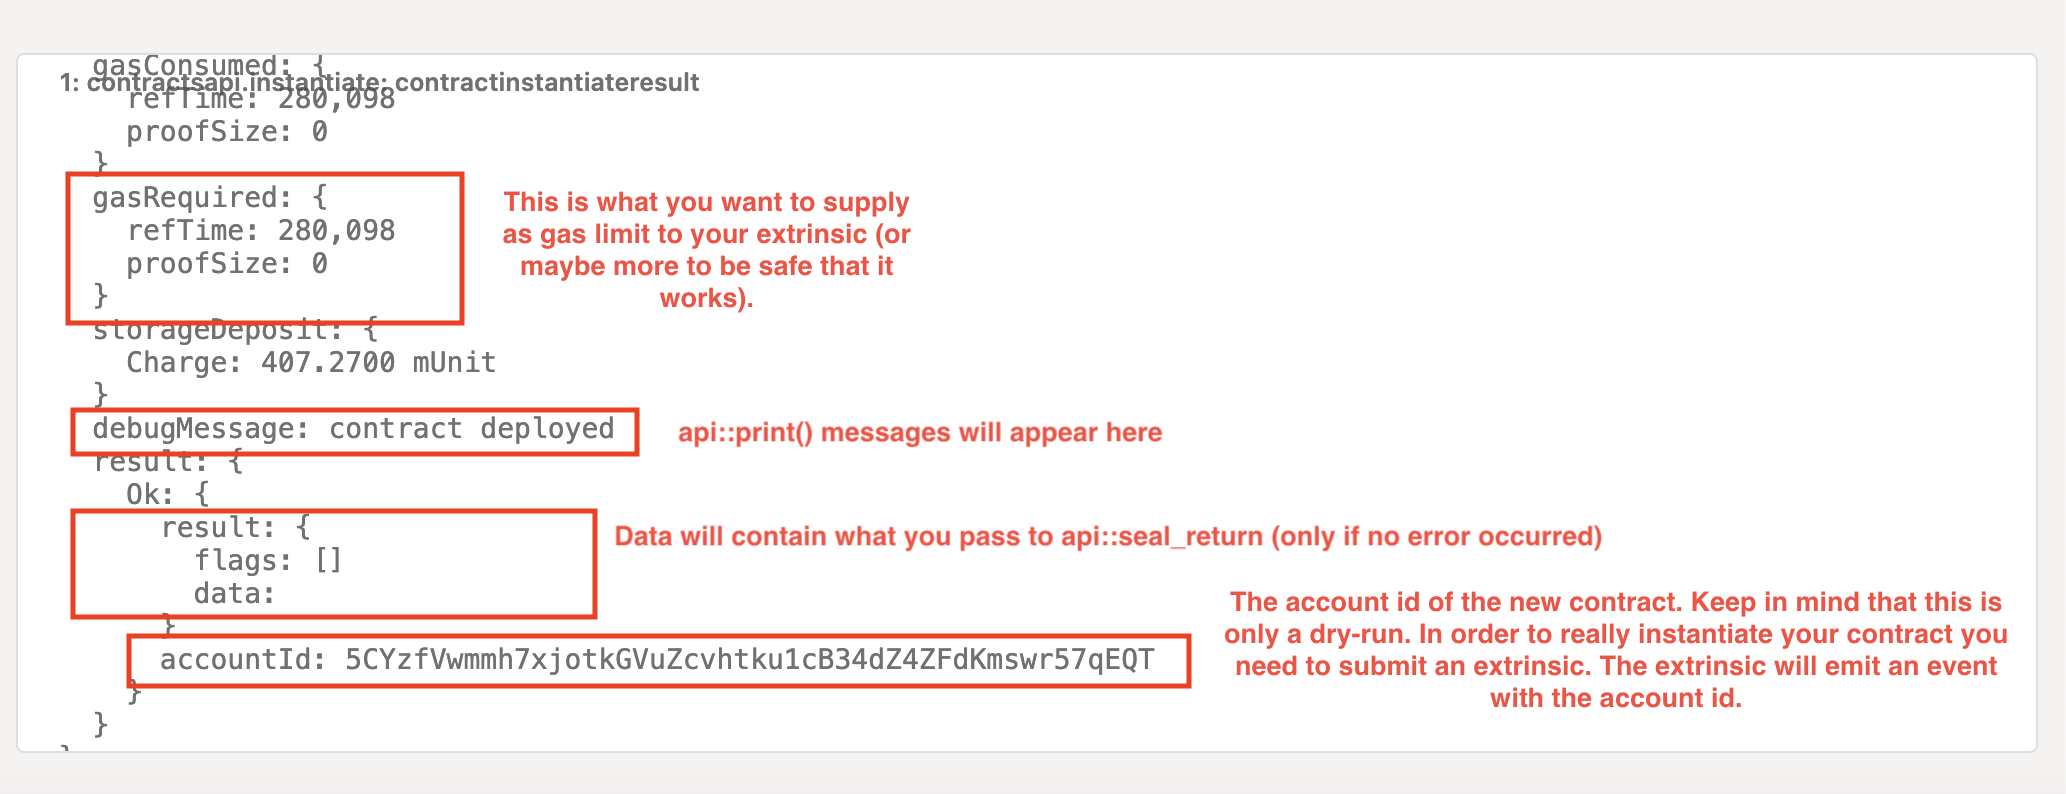 gasConsumed: {
1: contractsapi.instantiate: contractinstantiateresult
refTime: 280,098
proofSize: 0
}
gasRequired: {
refTime: 280,098
proofSize: 0
}
This is what you want to supply
as gas limit to your extrinsic (or
maybe more to be safe that it
works).
storageDeposit: {
Charge: 407.2700 mUnit
}
debugMessage: contract deployed
api::print() messages will appear here
result: {
Ok: {
result: {
flags: []
data:
}
Data will contain what you pass to api::seal_return (only if no error occurred)
accountId: 5CYzfVwmmh7xjotkGVuZcvhtku1cB34dZ4ZFdKmswr57qEQT
The account id of the new contract. Keep in mind that this is
only a dry-run. In order to really instantiate your contract you
need to submit an extrinsic. The extrinsic will emit an event
with the account id.
}
}
}